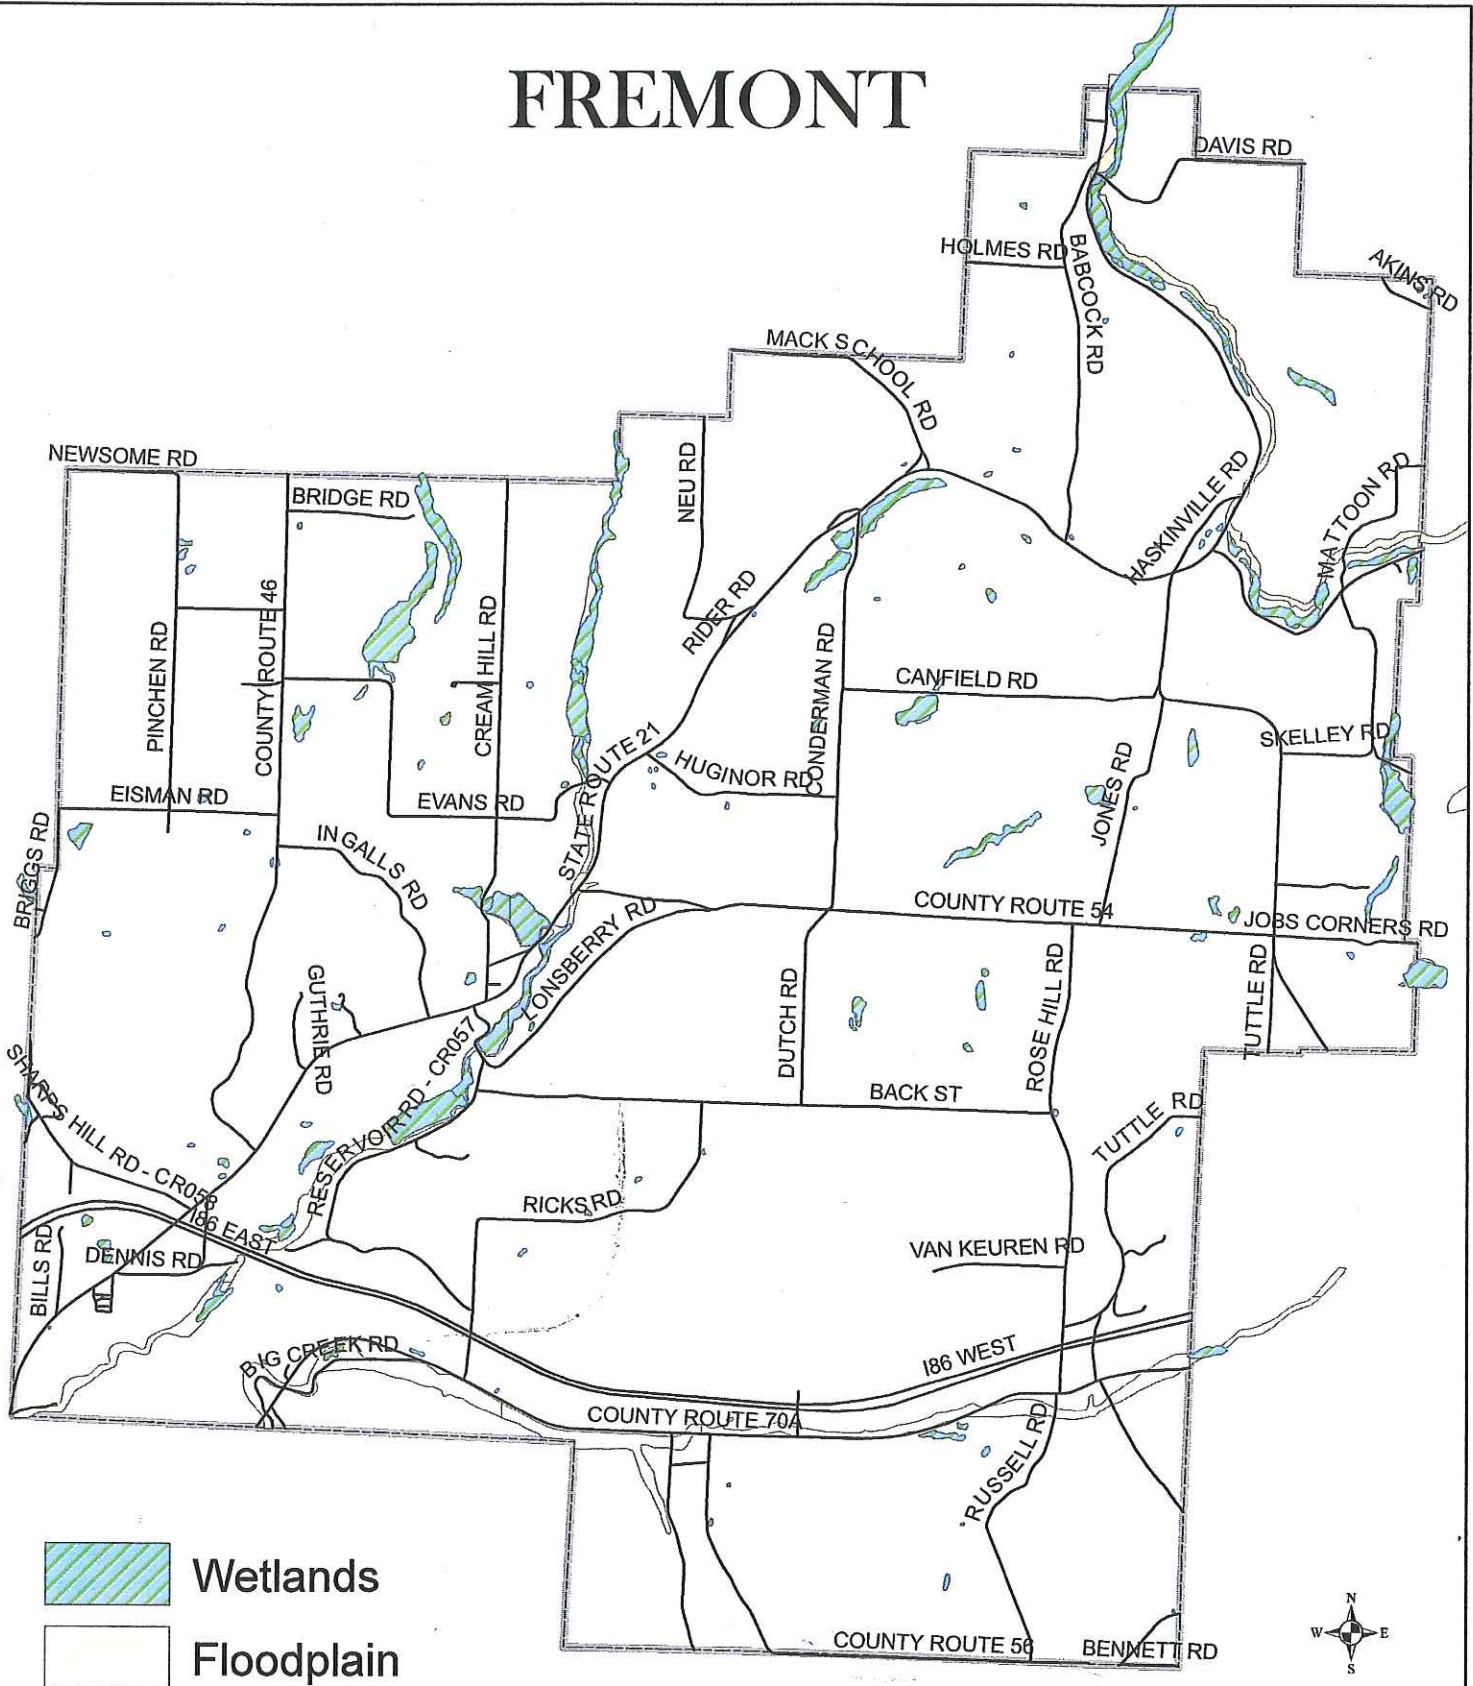 FREMONT
DAVIS RD
HOLMES RD
BABCOCK RD
AKINS RD
MACK SCHOOL RD
NEWSOME RD
BRIDGE RD
NEU RD
HASKINVILLE RD
MATTOON RD
PINCHEN RD
COUNTY ROUTE 46
CREAM HILL RD
RIDER RD
CONDERMAN RD
CANFIELD RD
SKELLEY RD
STATE ROUTE 21
HUGINOR RD
JONES RD
EISMAN RD
EVANS RD
BRIGGS RD
IN GALLS RD
COUNTY ROUTE 54
JOBS CORNERS RD
LONSBERRY RD
GUTHRIE RD
DUTCH RD
ROSE HILL RD
TUTTLE RD
SHARPS HILL RD - CR058
RESERVOIR RD - CR057
BACK ST
TUTTLE RD
RICKS RD
I86 EAST
BILLS RD
DENNIS RD
VAN KEUREN RD
BIG CREEK RD
I86 WEST
COUNTY ROUTE 70A
RUSSELL RD
Wetlands
Floodplain
COUNTY ROUTE 56
BENNETT RD
N
W
E
S